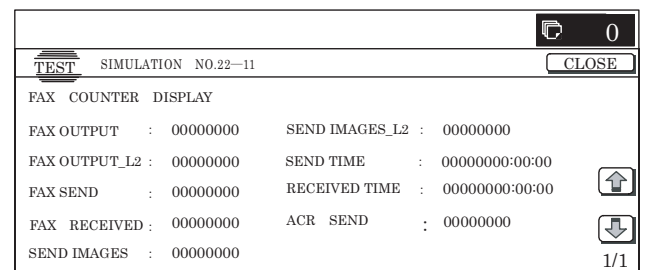 0
TEST SIMULATION NO.22—11 CLOSE
FAX COUNTER DISPLAY
FAX OUTPUT : 00000000 SEND IMAGES_L2 : 00000000
FAX OUTPUT_L2 : 00000000 SEND TIME : 00000000:00:00
FAX SEND : 00000000 RECEIVED TIME : 00000000:00:00
FAX RECEIVED : 00000000 ACR SEND : 00000000
SEND IMAGES : 00000000
1/1